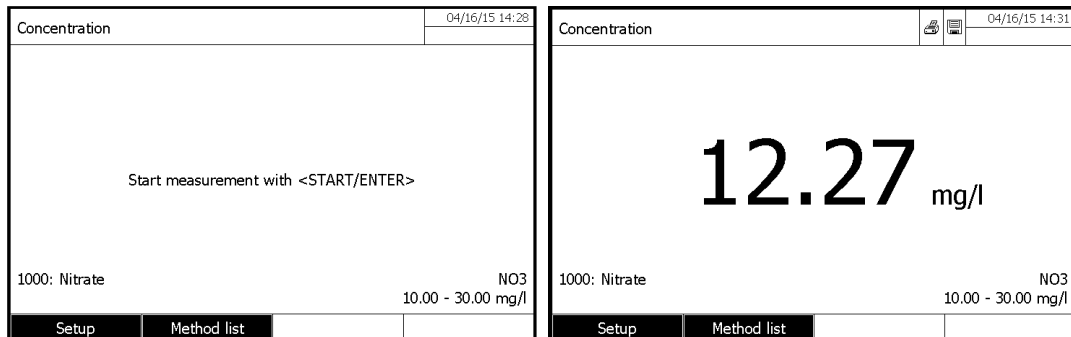 Concentration
04/16/15 14:28
Start measurement with <START/ENTER>
1000: Nitrate
NO3
10.00 - 30.00 mg/l
Setup
Method list
Concentration
04/16/15 14:31
12.27 mg/l
1000: Nitrate
NO3
10.00 - 30.00 mg/l
Setup
Method list